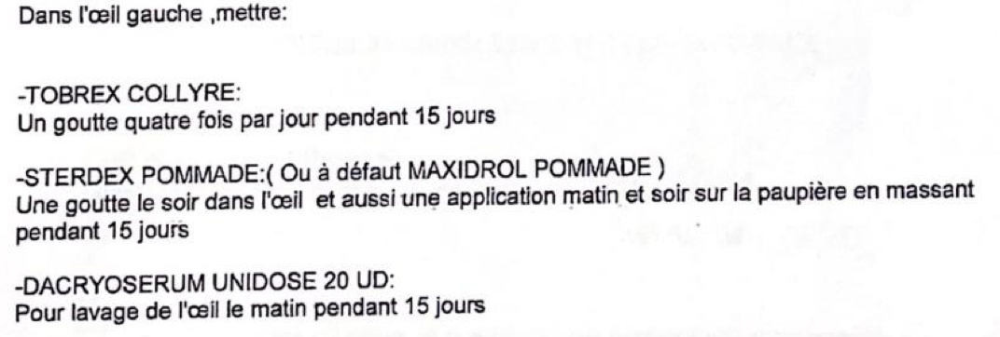 Dans l'œil gauche ,mettre:
-TOBREX COLLYRE:
Un goutte quatre fois par jour pendant 15 jours
-STERDEX POMMADE:( Ou à défaut MAXIDROL POMMADE )
Une goutte le soir dans l'œil et aussi une application matin et soir sur la paupière en massant
pendant 15 jours
-DACRYOSERUM UNIDOSE 20 UD:
Pour lavage de l'œil le matin pendant 15 jours